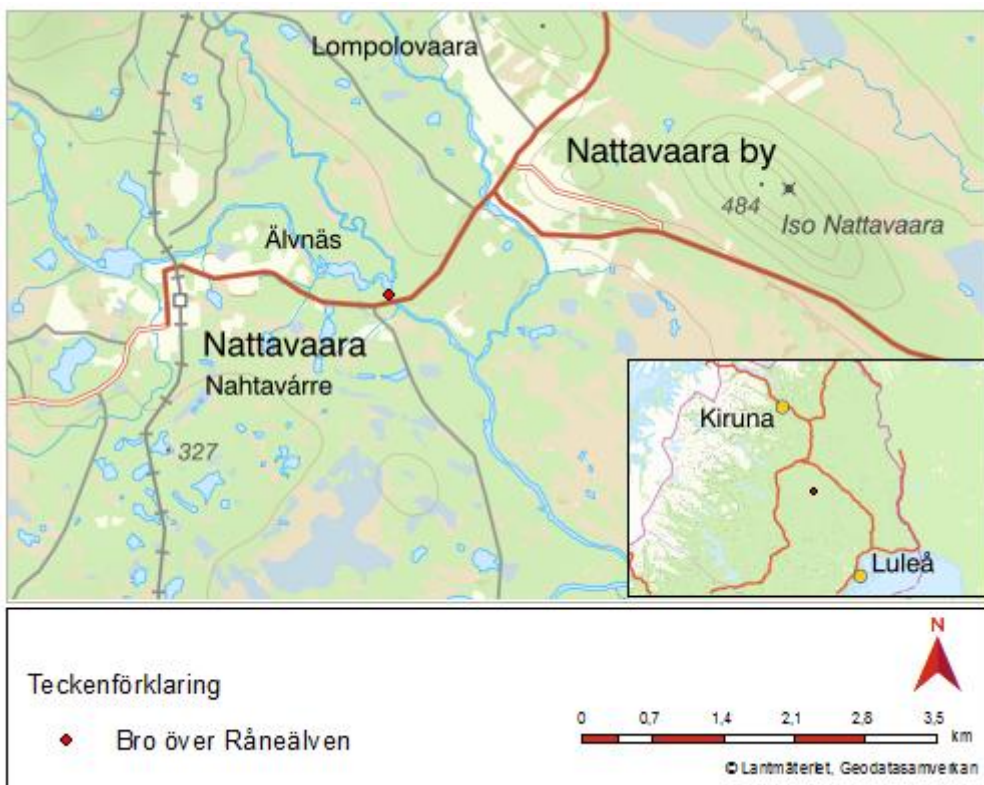 Lompolovaara
Nattavaara by
484
Iso Nattavaara
Älvnäs
Nattavaara
Nahtavárre
327
Kiruna
Luleå
Teckenförklaring
Bro över Råneälven
N
0 0,7 1,4 2,1 2,8 3,5
km
© Lantmäteriet, Geodatasamverkan